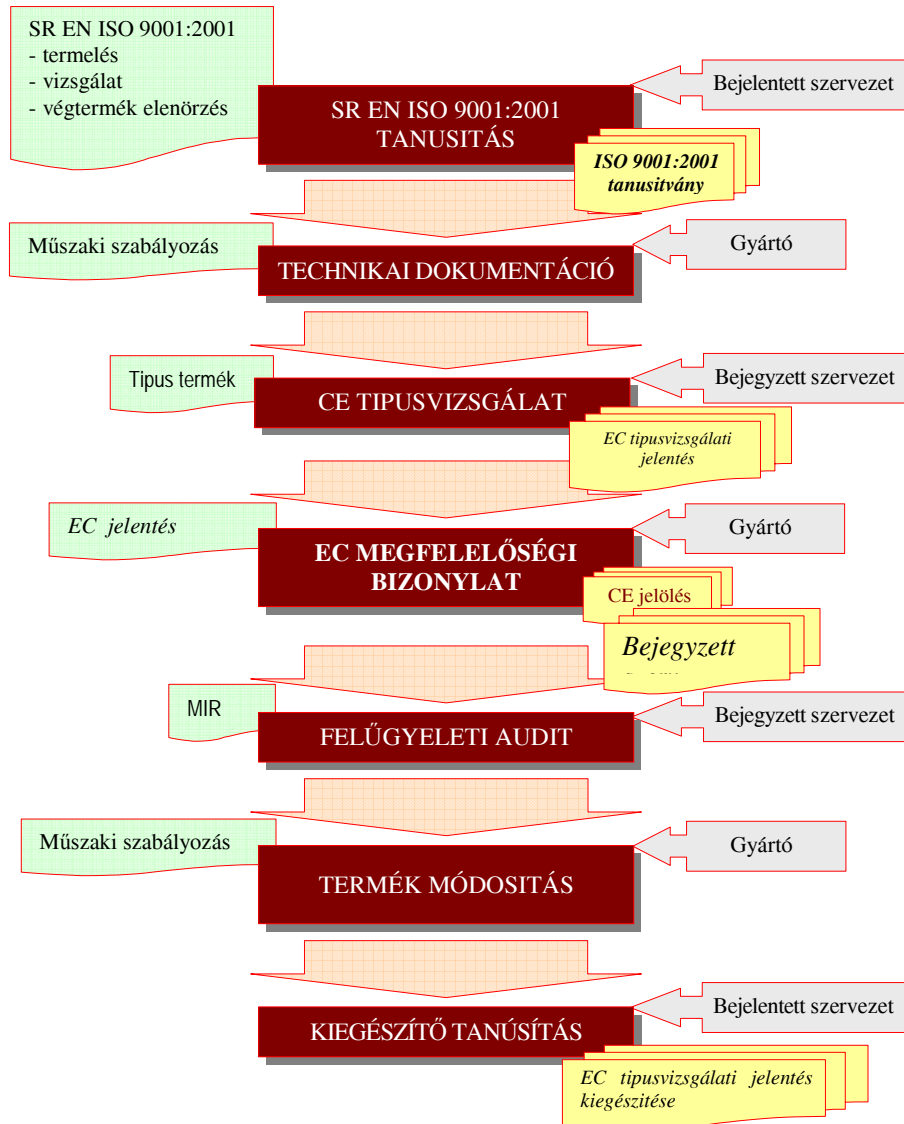 SR EN ISO 9001:2001
- termelés
- vizsgálat
- végtermék elenörzés
Bejelentett szervezet
SR EN ISO 9001:2001
TANUSITÁS
ISO 9001:2001
tanusitvány
Műszaki szabályozás
Gyártó
TECHNIKAI DOKUMENTÁCIÓ
Tipus termék
Bejegyzett szervezet
CE TIPUSVIZSGÁLAT
EC tipusvizsgálati
jelentés
EC jelentés
Gyártó
EC MEGFELELŐSÉGI
BIZONYLAT
CE jelölés
Bejegyzett
MIR
Bejegyzett szervezet
FELŰGYELETI AUDIT
Műszaki szabályozás
Gyártó
TERMÉK MÓDOSITÁS
Bejelentett szervezet
KIEGÉSZÍTŐ TANÚSÍTÁS
EC tipusvizsgálati jelentés
kiegészitése